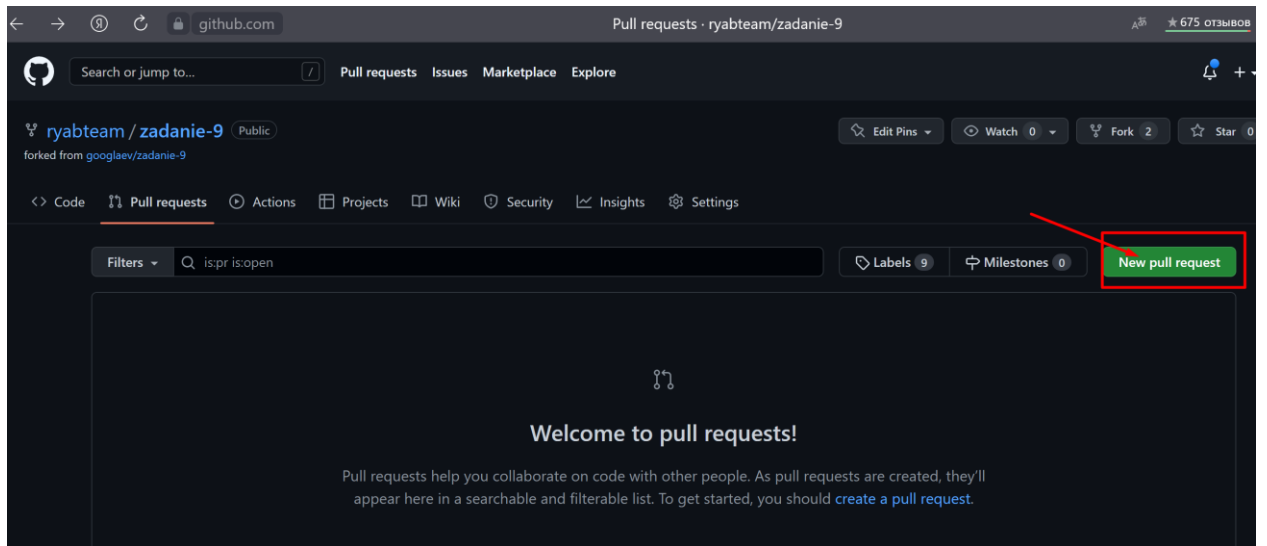 github.com Pull requests · ryabteam/zadanie-9 ★ 675 отзывов
Search or jump to... / Pull requests Issues Marketplace Explore
ryabteam / zadanie-9 Public Edit Pins Watch 0 Fork 2 Star 0
forked from googlaev/zadanie-9
<> Code Pull requests Actions Projects Wiki Security Insights Settings
Filters is:pr is:open Labels 9 Milestones 0 New pull request
Welcome to pull requests!
Pull requests help you collaborate on code with other people. As pull requests are created, they'll
appear here in a searchable and filterable list. To get started, you should create a pull request.